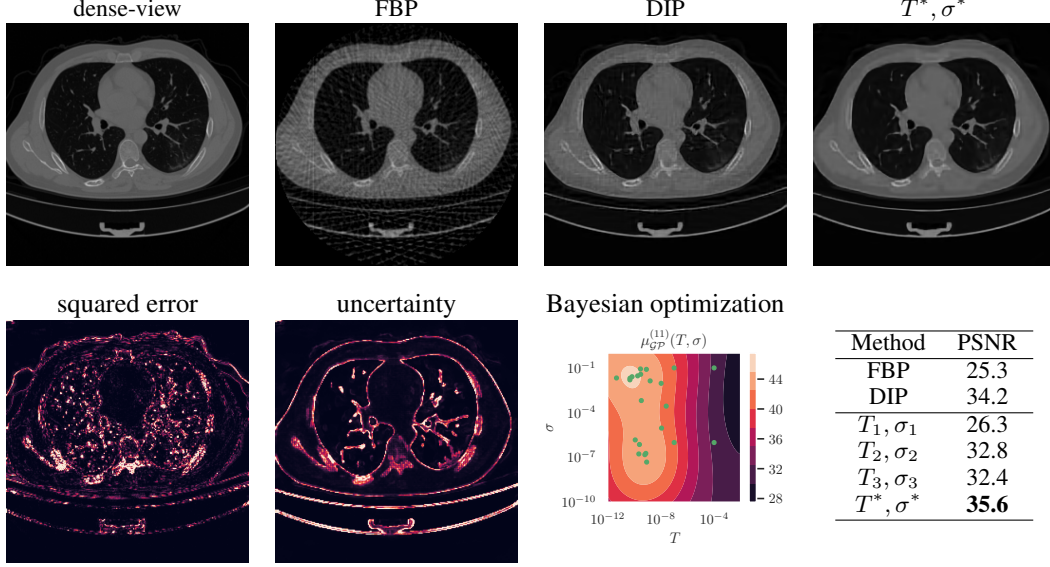 dense-view
FBP
DIP
T*, σ*
squared error
uncertainty
Bayesian optimization
μ_GP^(11)(T, σ)
σ
10^−1
10^−4
10^−7
10^−10
10^−12
10^−8
10^−4
T
44
40
36
32
28
Method PSNR
FBP 25.3
DIP 34.2
T₁, σ₁ 26.3
T₂, σ₂ 32.8
T₃, σ₃ 32.4
T*, σ* 35.6